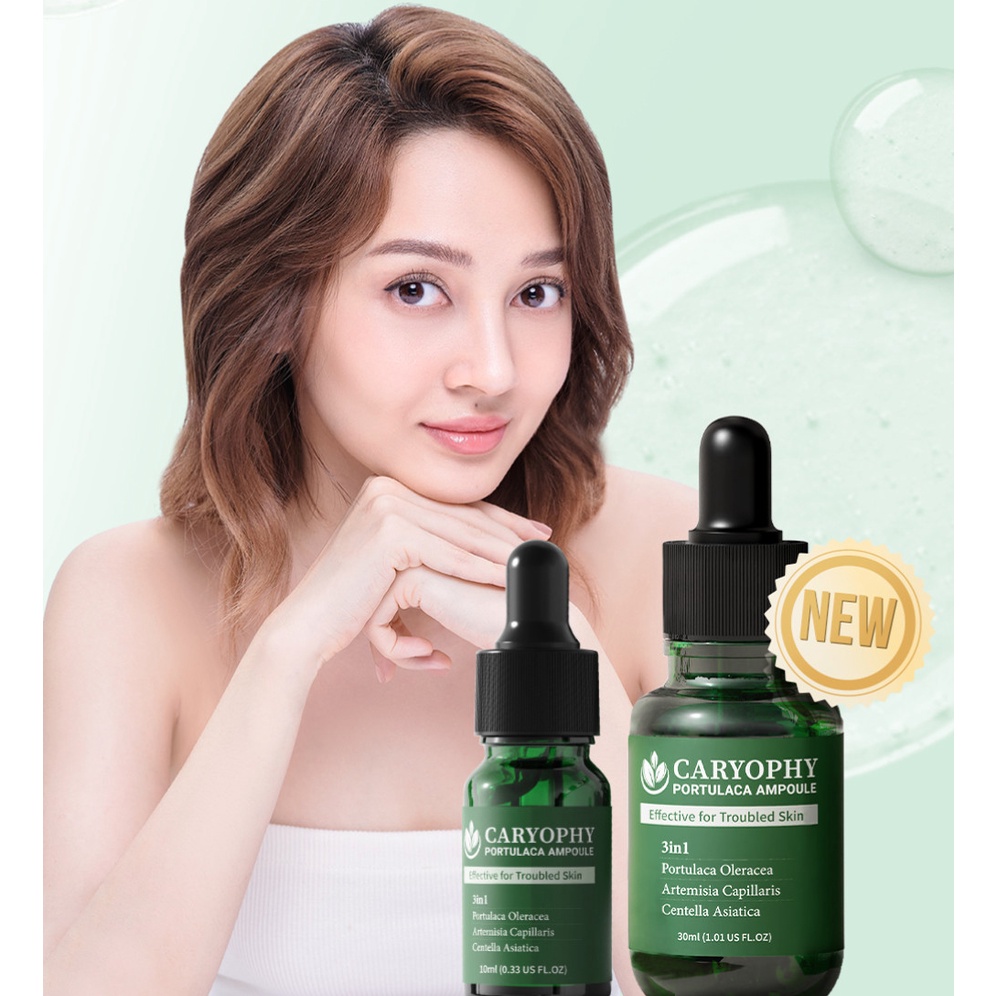 NEW
CARYOPHY
PORTULACA AMPOULE
Effective for Troubled Skin
3in1
Portulaca Oleracea
Artemisia Capillaris
Centella Asiatica
30ml (1.01 US FL.OZ)
CARYOPHY
PORTULACA AMPOULE
Effective for Troubled Skin
3in1
Portulaca Oleracea
Artemisia Capillaris
Centella Asiatica
10ml (0.33 US FL.OZ)